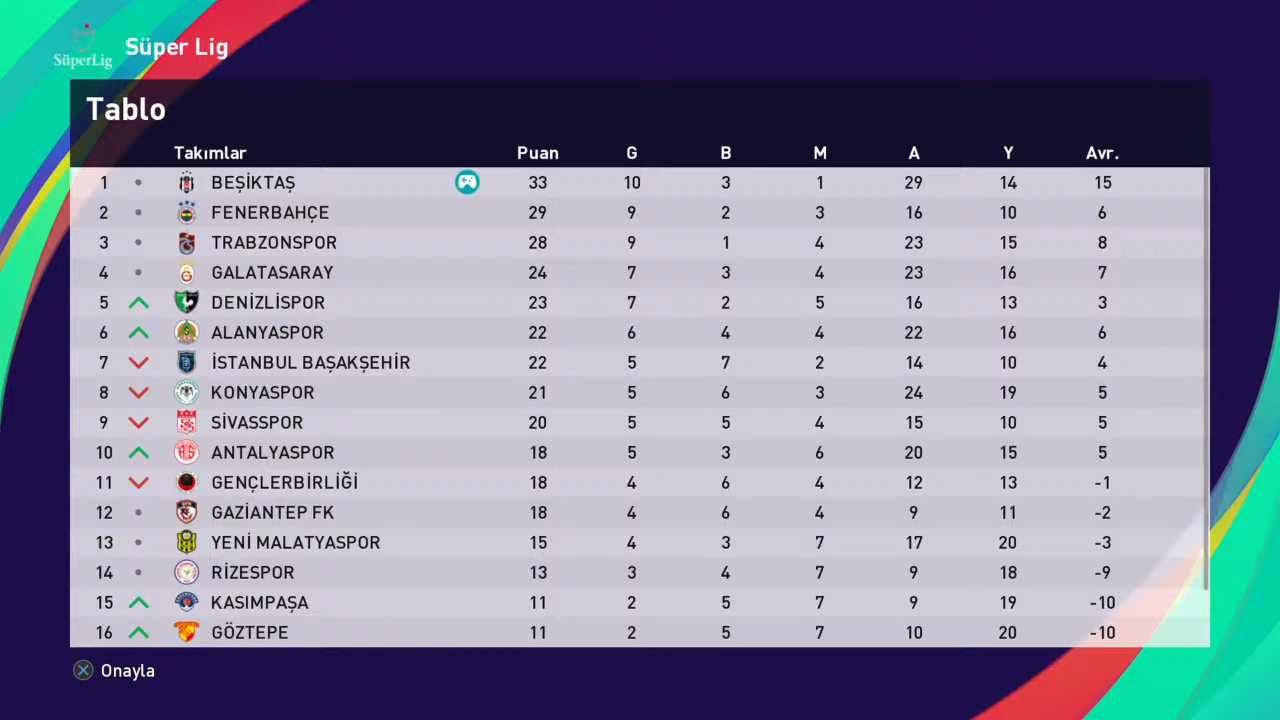 SüperLig
Süper Lig
Tablo
Takımlar Puan G B M A Y Avr.
1 BEŞİKTAŞ 33 10 3 1 29 14 15
2 FENERBAHÇE 29 9 2 3 16 10 6
3 TRABZONSPOR 28 9 1 4 23 15 8
4 GALATASARAY 24 7 3 4 23 16 7
5 DENİZLİSPOR 23 7 2 5 16 13 3
6 ALANYASPOR 22 6 4 4 22 16 6
7 İSTANBUL BAŞAKŞEHİR 22 5 7 2 14 10 4
8 KONYASPOR 21 5 6 3 24 19 5
9 SİVASSPOR 20 5 5 4 15 10 5
10 ANTALYASPOR 18 5 3 6 20 15 5
11 GENÇLERBİRLİĞİ 18 4 6 4 12 13 -1
12 GAZİANTEP FK 18 4 6 4 9 11 -2
13 YENİ MALATYASPOR 15 4 3 7 17 20 -3
14 RİZESPOR 13 3 4 7 9 18 -9
15 KASIMPAŞA 11 2 5 7 9 19 -10
16 GÖZTEPE 11 2 5 7 10 20 -10
Onayla